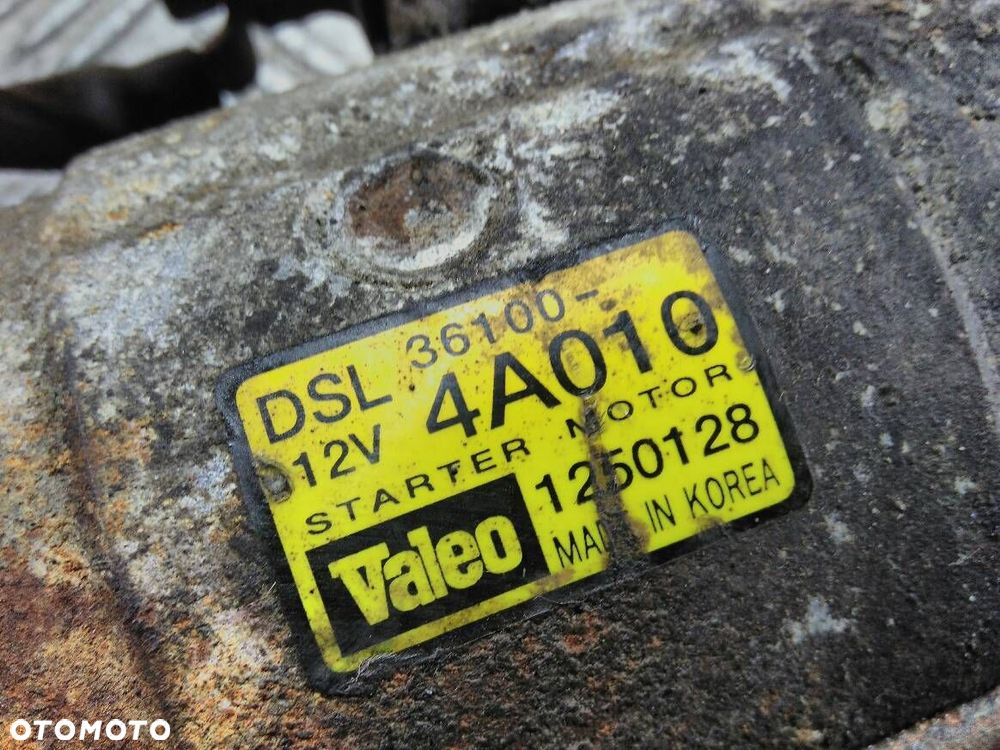 DSL 36100-
12V 4A010
STARTER MOTOR
Valeo 1250128
MADE IN KOREA
OTOMOTO